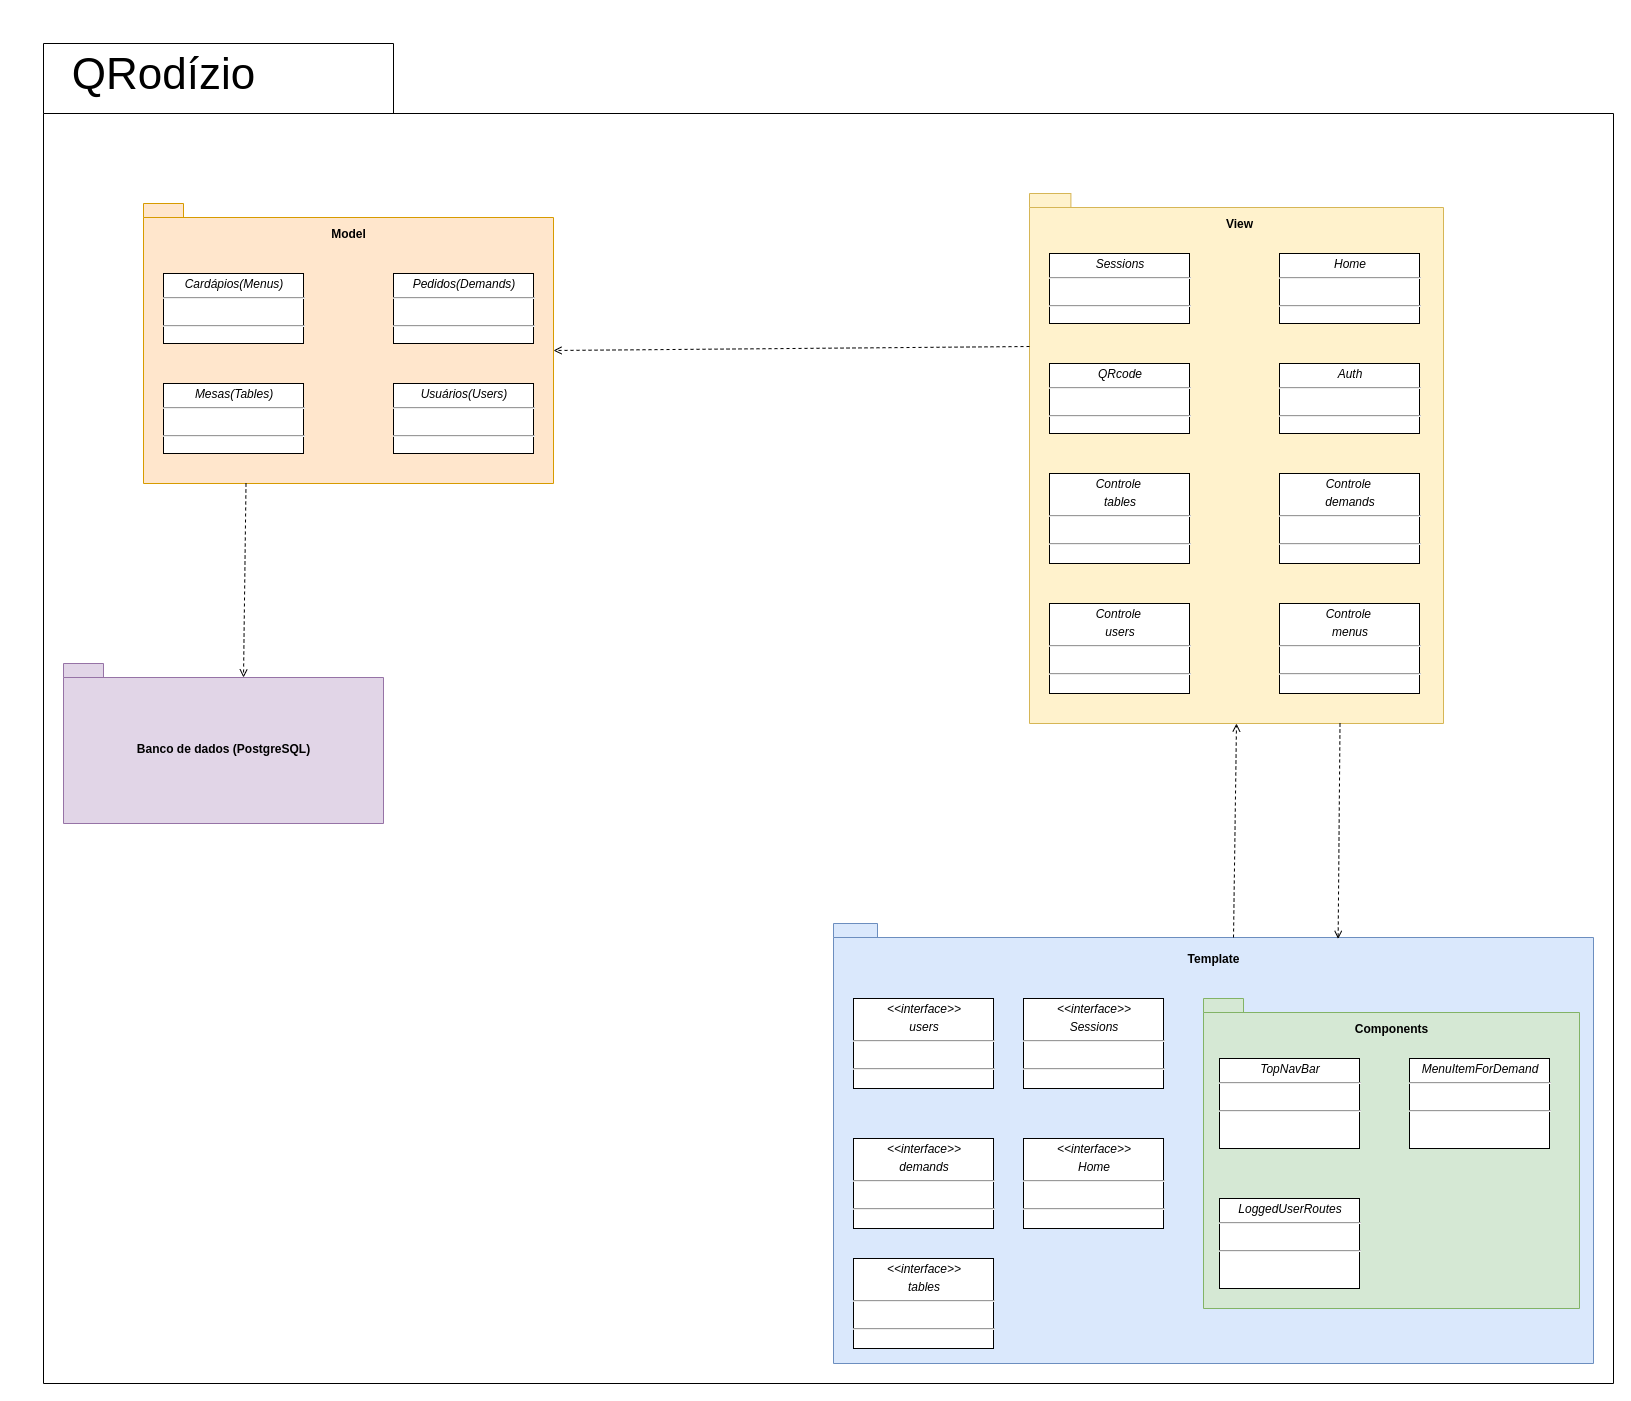 QRodízio
Model
Cardápios(Menus)
Pedidos(Demands)
Mesas(Tables)
Usuários(Users)
View
Sessions
Home
QRcode
Auth
Controle
tables
Controle
demands
Controle
users
Controle
menus
Banco de dados (PostgreSQL)
Template
<<interface>>
users
<<interface>>
Sessions
<<interface>>
demands
<<interface>>
Home
<<interface>>
tables
Components
TopNavBar
MenuItemForDemand
LoggedUserRoutes